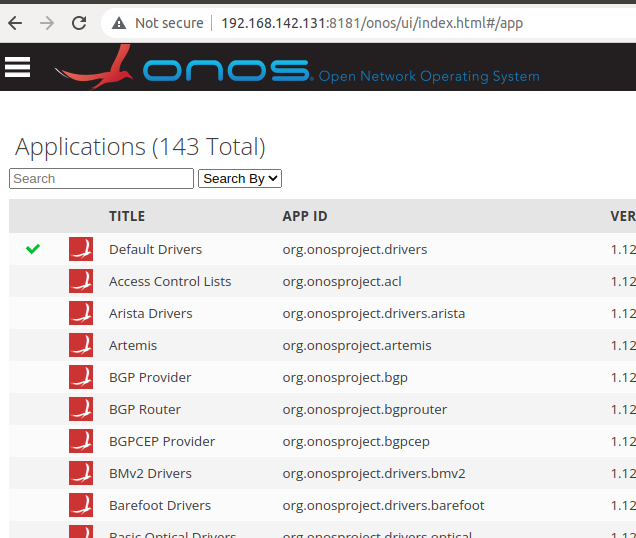 Not secure | 192.168.142.131:8181/onos/ui/index.html#/app
onos. Open Network Operating System
Applications (143 Total)
Search Search By
TITLE APP ID VER
Default Drivers org.onosproject.drivers 1.12
Access Control Lists org.onosproject.acl 1.12
Arista Drivers org.onosproject.drivers.arista 1.12
Artemis org.onosproject.artemis 1.12
BGP Provider org.onosproject.bgp 1.12
BGP Router org.onosproject.bgprouter 1.12
BGPCEP Provider org.onosproject.bgpcep 1.12
BMv2 Drivers org.onosproject.drivers.bmv2 1.12
Barefoot Drivers org.onosproject.drivers.barefoot 1.12
Basic Optical Drivers org.onosproject.drivers.optical 1.12